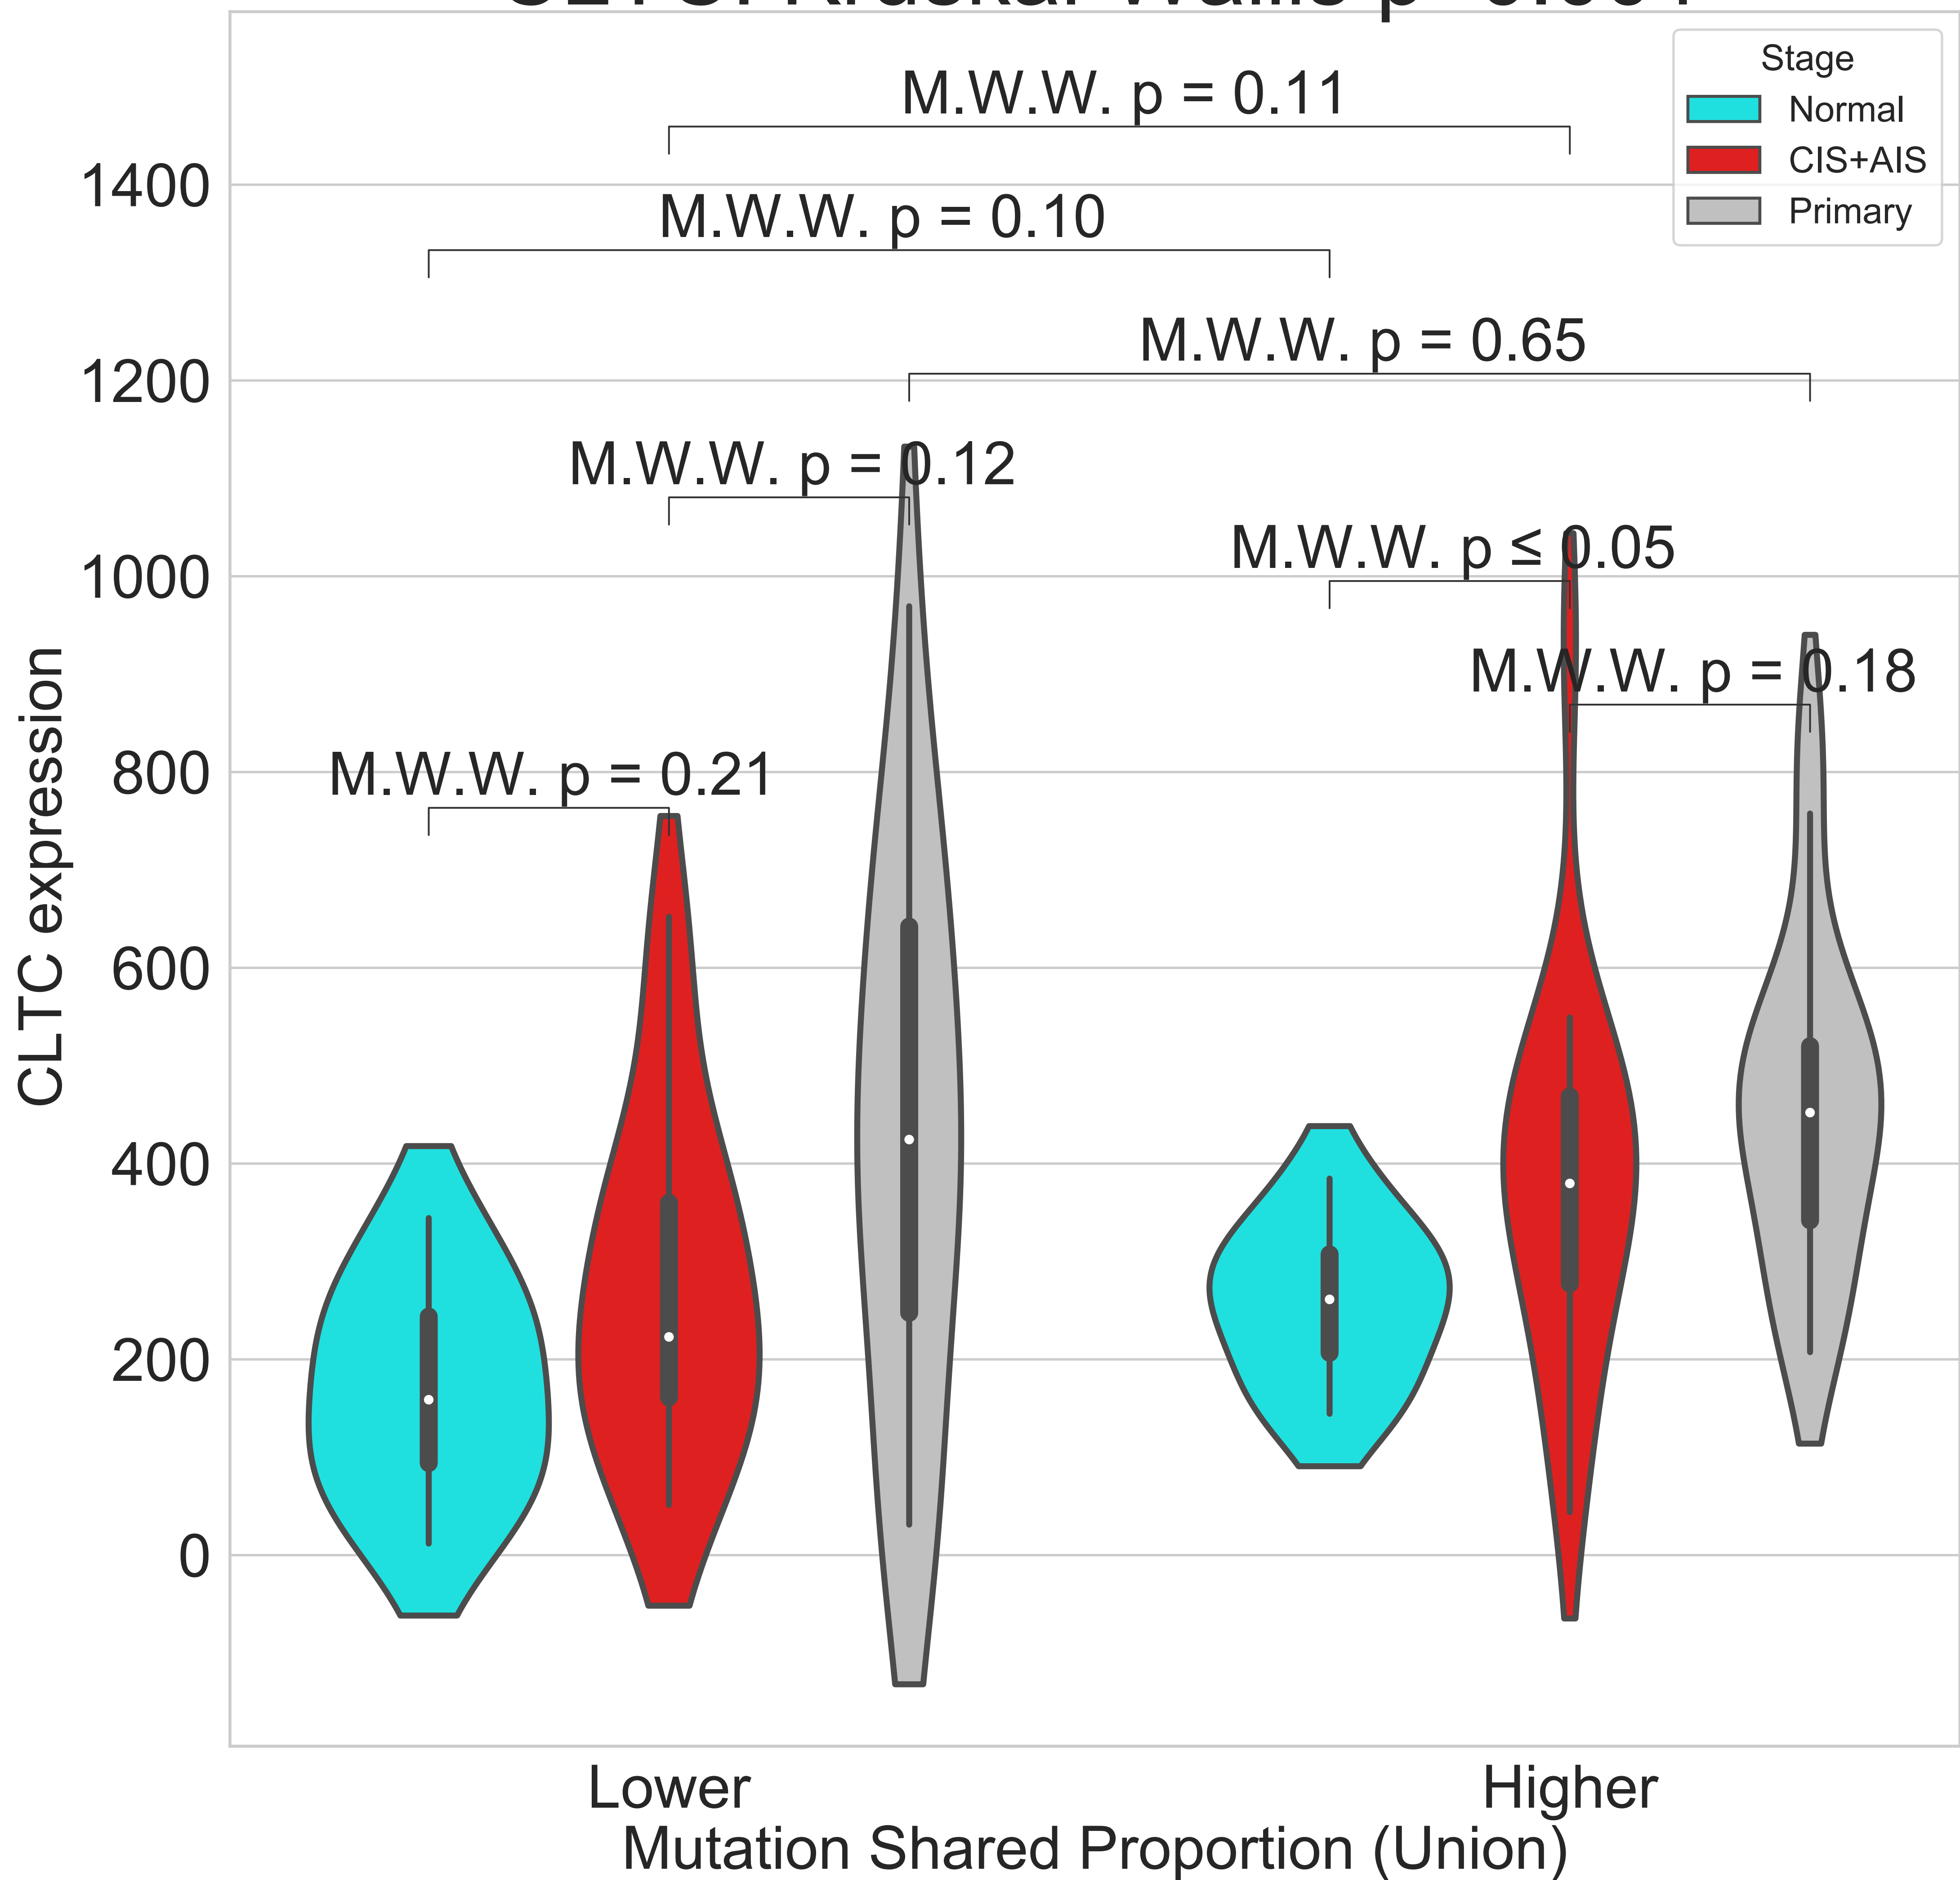 Stage
Normal
CIS+AIS
Primary
M.W.W. p = 0.11
M.W.W. p = 0.10
M.W.W. p = 0.65
M.W.W. p = 0.12
M.W.W. p ≤ 0.05
M.W.W. p = 0.18
M.W.W. p = 0.21
1400
1200
1000
800
600
400
200
0
CLTC expression
Lower
Higher
Mutation Shared Proportion (Union)